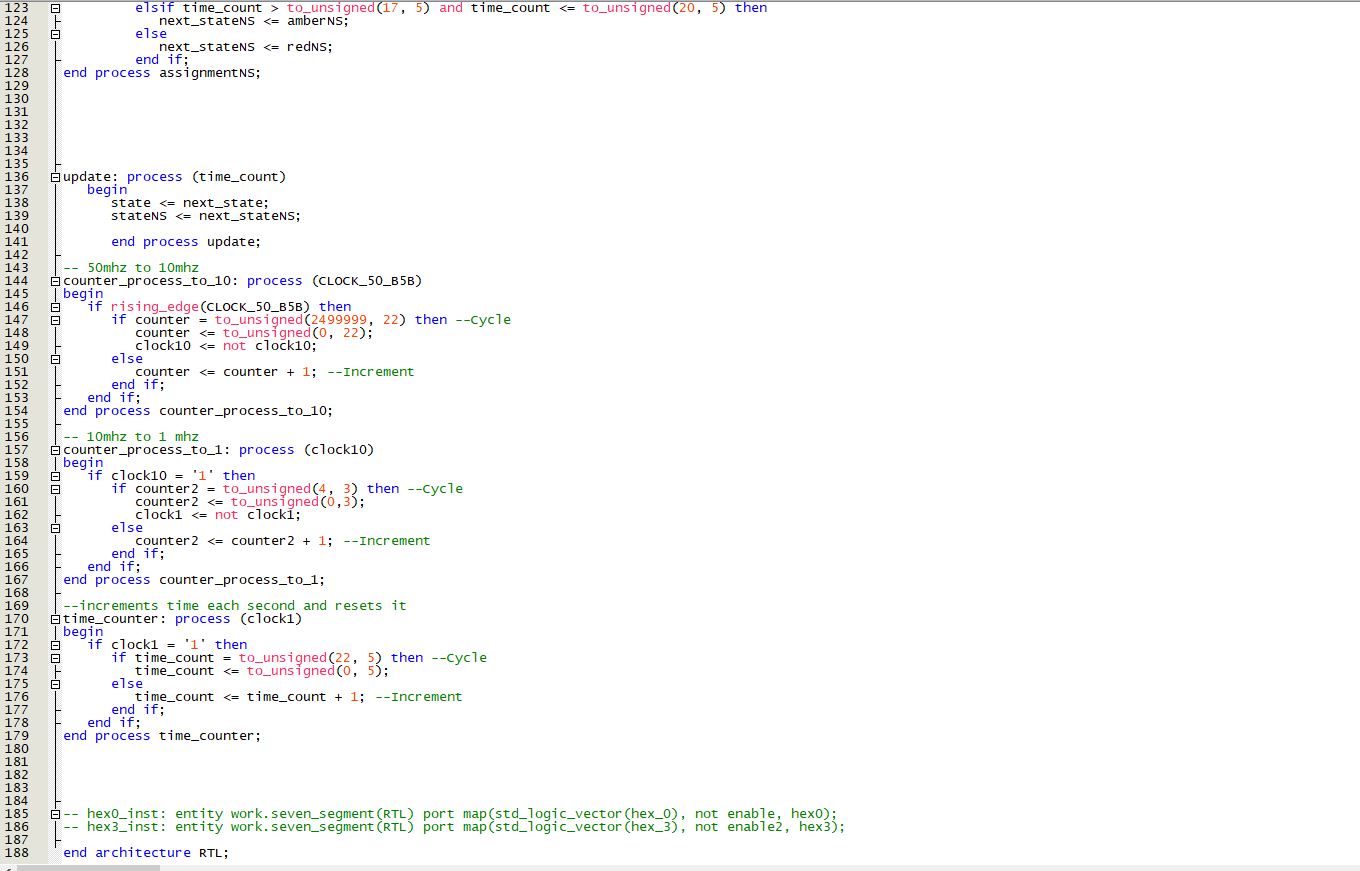 123 elsif time_count > to_unsigned(17, 5) and time_count <= to_unsigned(20, 5) then
124 next_stateNS <= amberNS;
125 else
126 next_stateNS <= redNS;
127 end if;
128 end process assignmentNS;
129
130
131
132
133
134
135
136 update: process (time_count)
137 begin
138 state <= next_state;
139 stateNS <= next_stateNS;
140
141 end process update;
142
143 -- 50mhz to 10mhz
144 counter_process_to_10: process (CLOCK_50_B5B)
145 begin
146 if rising_edge(CLOCK_50_B5B) then
147 if counter = to_unsigned(2499999, 22) then --Cycle
148 counter <= to_unsigned(0, 22);
149 clock10 <= not clock10;
150 else
151 counter <= counter + 1; --Increment
152 end if;
153 end if;
154 end process counter_process_to_10;
155
156 -- 10mhz to 1 mhz
157 counter_process_to_1: process (clock10)
158 begin
159 if clock10 = '1' then
160 if counter2 = to_unsigned(4, 3) then --Cycle
161 counter2 <= to_unsigned(0,3);
162 clock1 <= not clock1;
163 else
164 counter2 <= counter2 + 1; --Increment
165 end if;
166 end if;
167 end process counter_process_to_1;
168
169 --increments time each second and resets it
170 time_counter: process (clock1)
171 begin
172 if clock1 = '1' then
173 if time_count = to_unsigned(22, 5) then --Cycle
174 time_count <= to_unsigned(0, 5);
175 else
176 time_count <= time_count + 1; --Increment
177 end if;
178 end if;
179 end process time_counter;
180
181
182
183
184
185 -- hex0_inst: entity work.seven_segment(RTL) port map(std_logic_vector(hex_0), not enable, hex0);
186 -- hex3_inst: entity work.seven_segment(RTL) port map(std_logic_vector(hex_3), not enable2, hex3);
187
188 end architecture RTL;